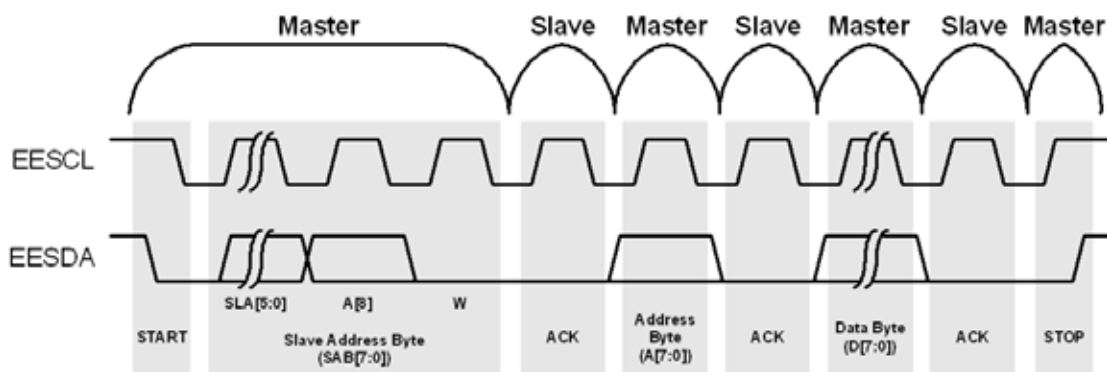 Master Slave Master Slave Master Slave Master
EESCL
EESDA
SLA[5:0] A[8] W
START
Slave Address Byte
(SAB[7:0])
ACK
Address
Byte
(A[7:0])
ACK
Data Byte
(D[7:0])
ACK
STOP